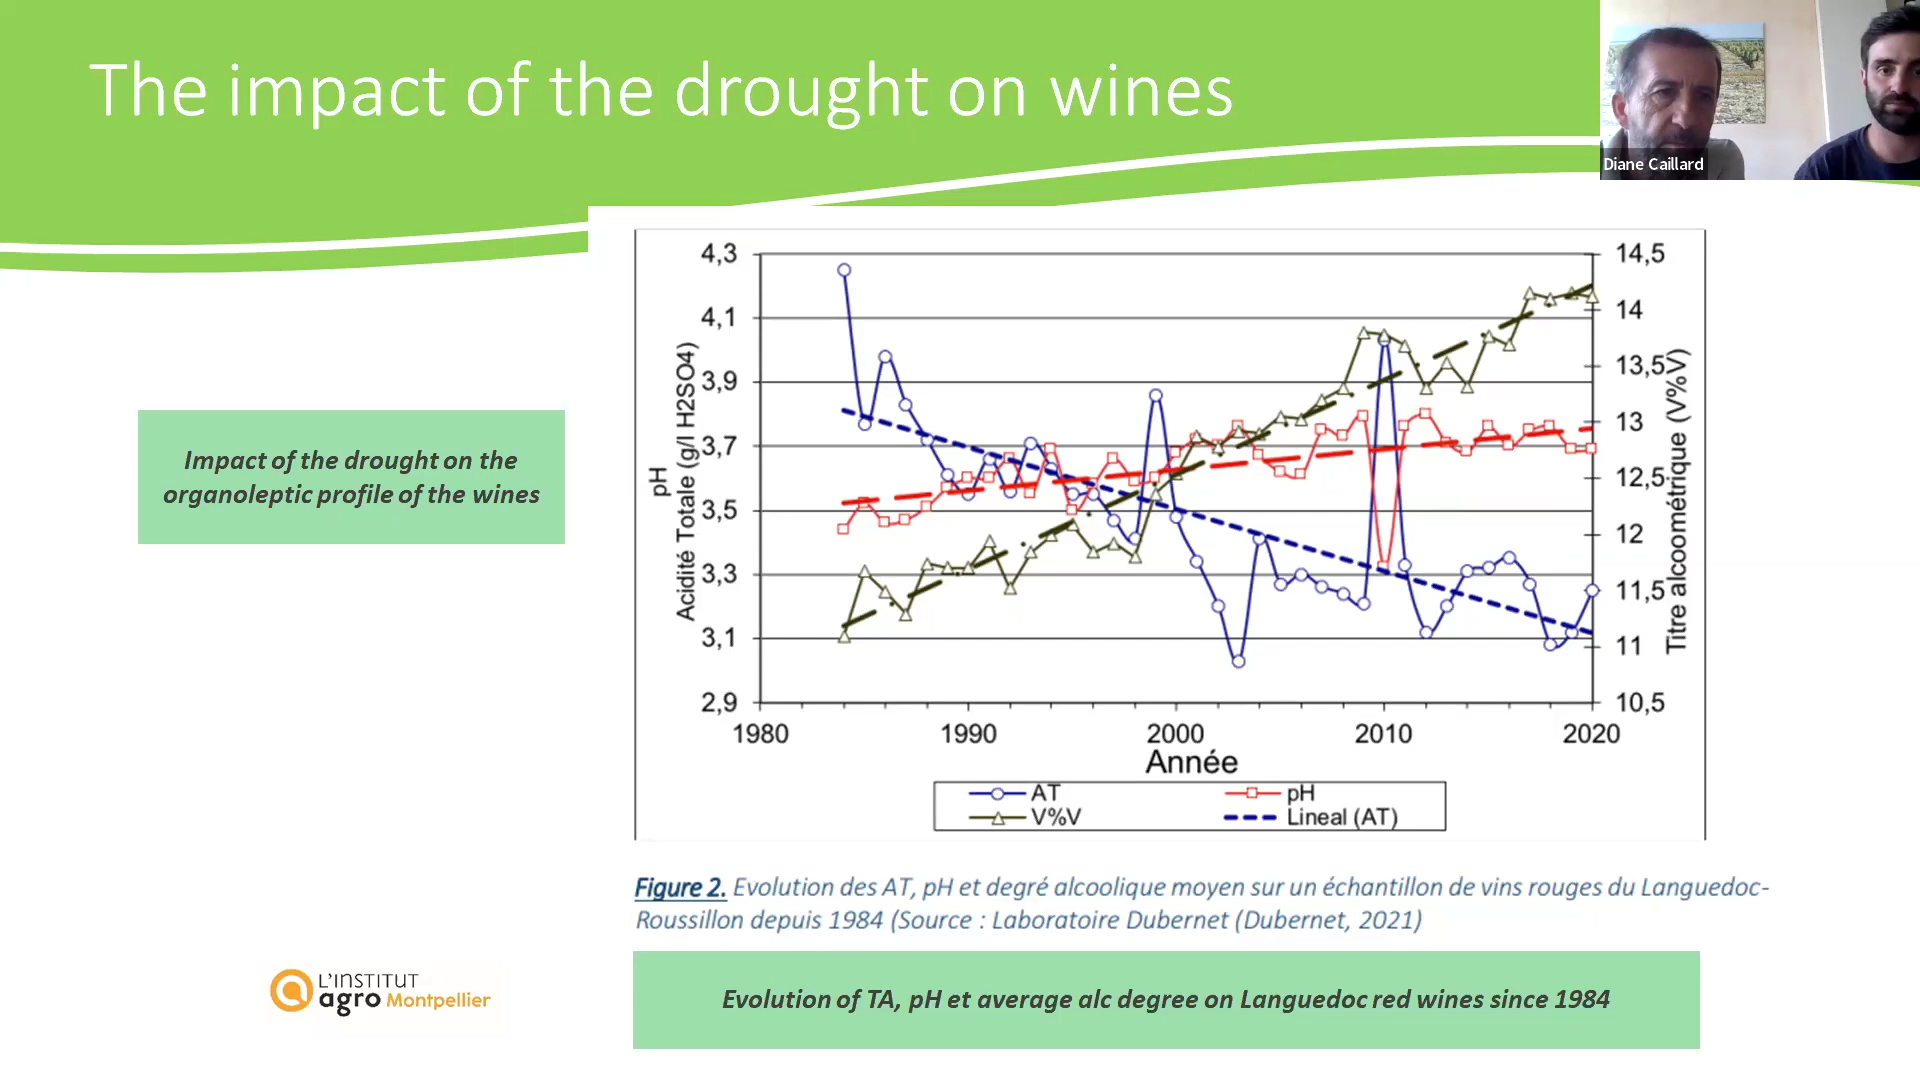 The impact of the drought on wines
Diane Caillard
Impact of the drought on the
organoleptic profile of the wines
pH
Acidité Totale (g/l H2SO4)
4,3
4,1
3,9
3,7
3,5
3,3
3,1
2,9
14,5
14
13,5
13
12,5
12
11,5
11
10,5
Titre alcoométrique (V%V)
1980
1990
2000
2010
2020
Année
AT
pH
V%V
Lineal (AT)
Figure 2. Evolution des AT, pH et degré alcoolique moyen sur un échantillon de vins rouges du Languedoc-
Roussillon depuis 1984 (Source : Laboratoire Dubernet (Dubernet, 2021)
L'INSTITUT
agro Montpellier
Evolution of TA, pH et average alc degree on Languedoc red wines since 1984